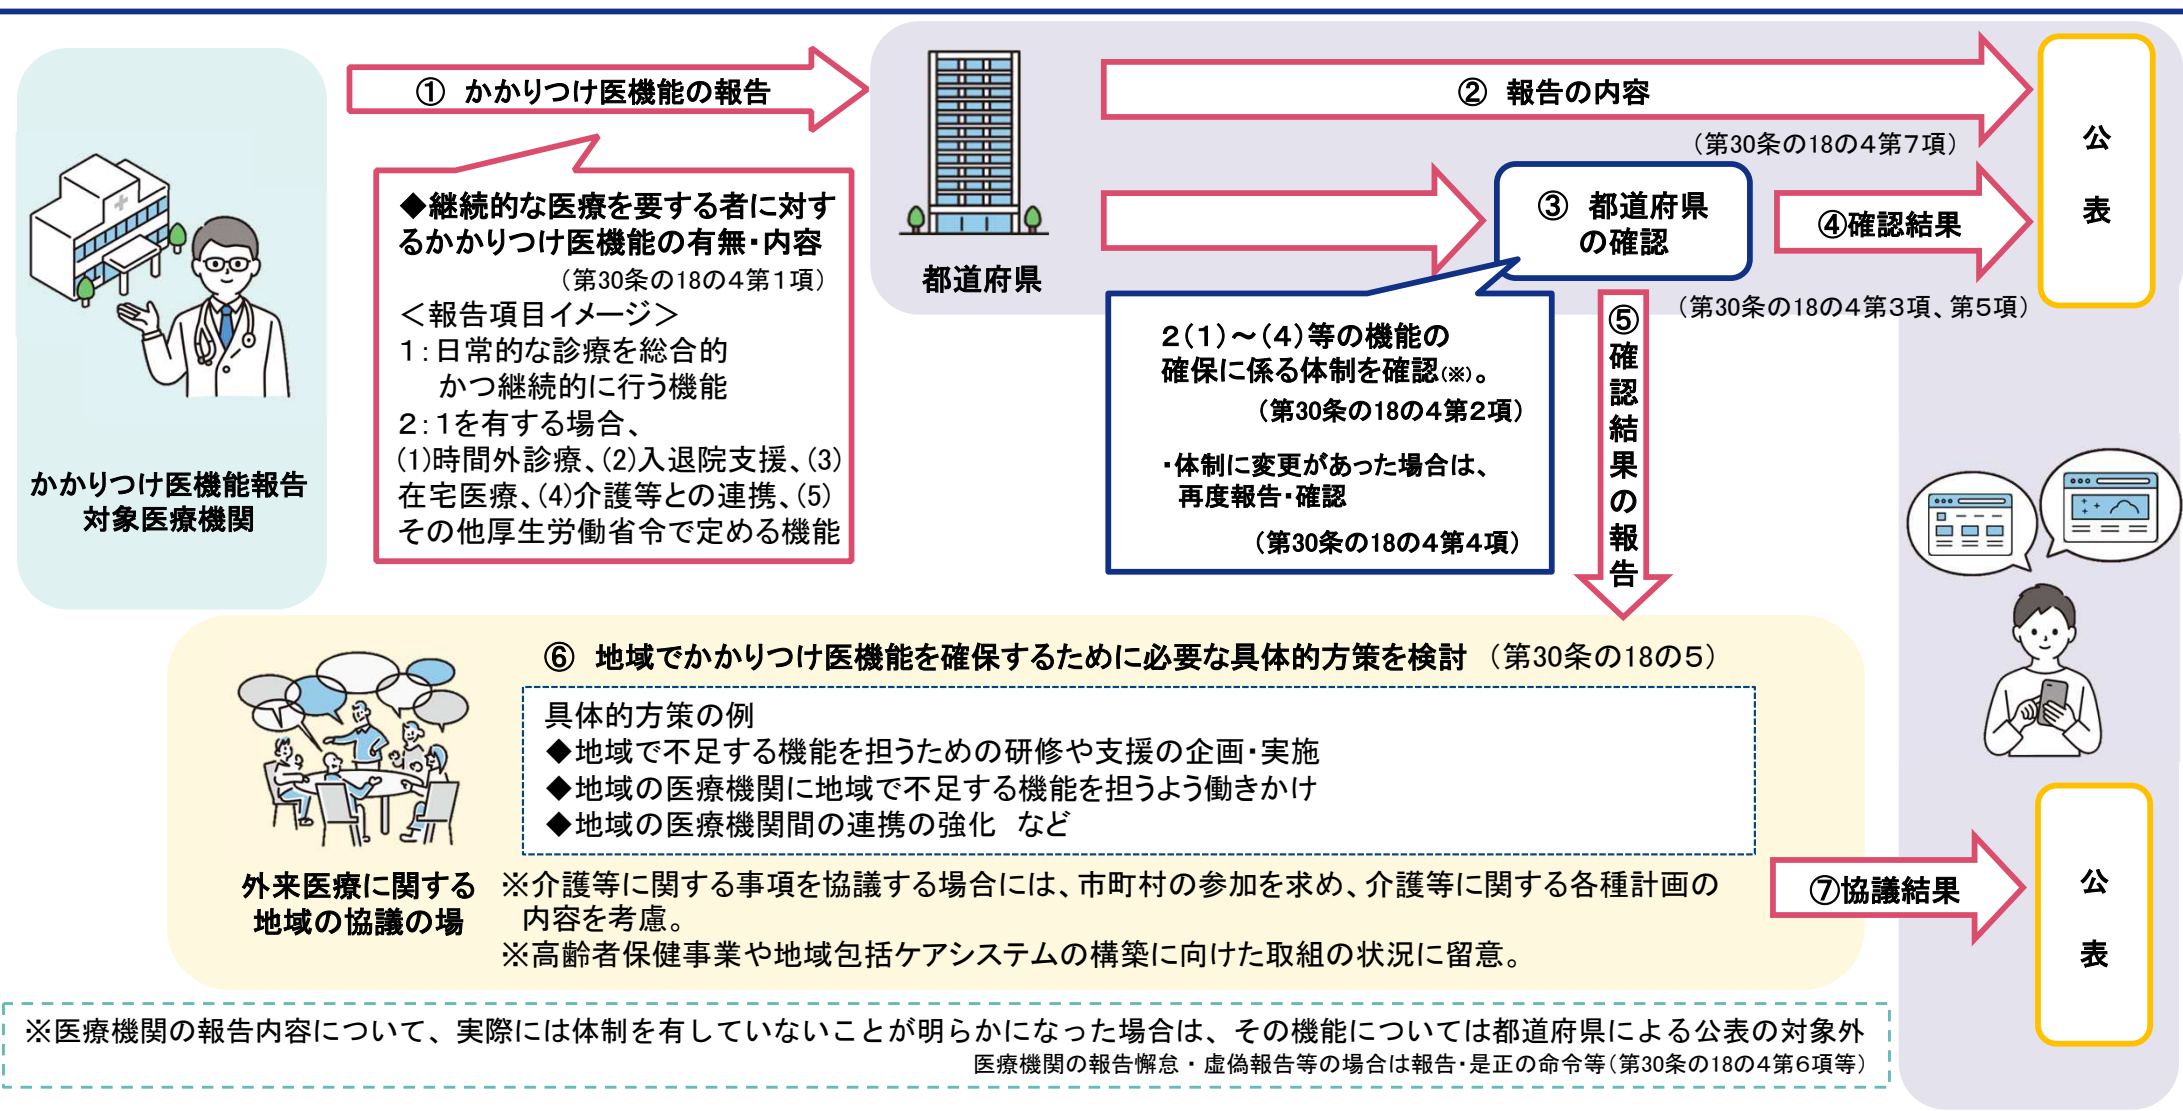 ① かかりつけ医機能の報告
◆継続的な医療を要する者に対す
るかかりつけ医機能の有無・内容
（第30条の18の４第１項）
＜報告項目イメージ＞
１：日常的な診療を総合的
かつ継続的に行う機能
２：１を有する場合、
(1)時間外診療、(2)入退院支援、(3)
在宅医療、(4)介護等との連携、(5)
その他厚生労働省令で定める機能
かかりつけ医機能報告
対象医療機関
都道府県
② 報告の内容
（第30条の18の４第７項）
③ 都道府県
の確認
④確認結果
（第30条の18の４第３項、第５項）
公
表
２(１)～(４)等の機能の
確保に係る体制を確認(※)。
（第30条の18の４第２項）
・体制に変更があった場合は、
再度報告・確認
（第30条の18の４第４項）
⑤確認結果の報告
⑥ 地域でかかりつけ医機能を確保するために必要な具体的方策を検討 （第30条の18の５）
具体的方策の例
◆地域で不足する機能を担うための研修や支援の企画・実施
◆地域の医療機関に地域で不足する機能を担うよう働きかけ
◆地域の医療機関間の連携の強化 など
外来医療に関する
地域の協議の場
※介護等に関する事項を協議する場合には、市町村の参加を求め、介護等に関する各種計画の
内容を考慮。
※高齢者保健事業や地域包括ケアシステムの構築に向けた取組の状況に留意。
⑦協議結果
公
表
※医療機関の報告内容について、実際には体制を有していないことが明らかになった場合は、その機能については都道府県による公表の対象外
医療機関の報告懈怠・虚偽報告等の場合は報告・是正の命令等（第30条の18の４第６項等）